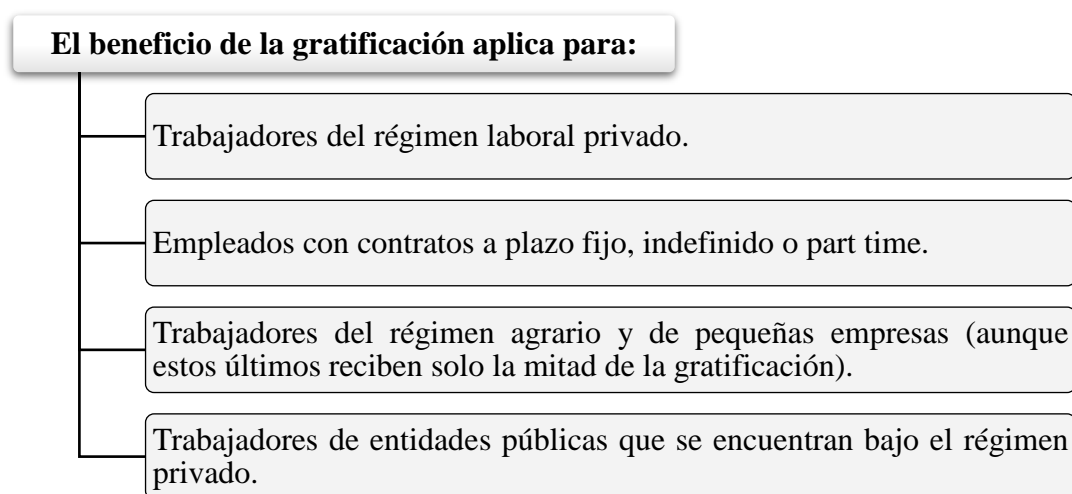 El beneficio de la gratificación aplica para:
Trabajadores del régimen laboral privado.
Empleados con contratos a plazo fijo, indefinido o part time.
Trabajadores del régimen agrario y de pequeñas empresas (aunque
estos últimos reciben solo la mitad de la gratificación).
Trabajadores de entidades públicas que se encuentran bajo el régimen
privado.